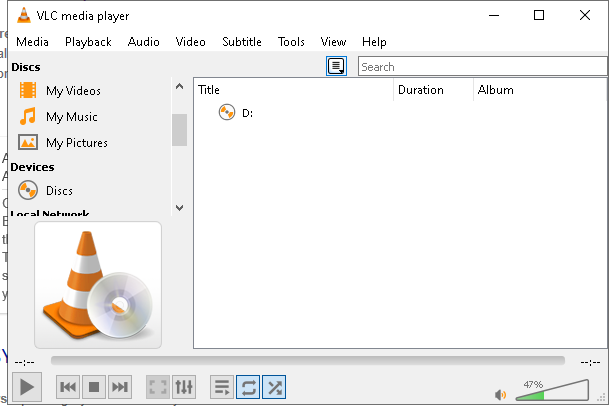 VLC media player
Media Playback Audio Video Subtitle Tools View Help
Discs
Search
My Videos
My Music
My Pictures
Devices
Discs
Local Network
Title Duration Album
D:
--:-- --:--
47%